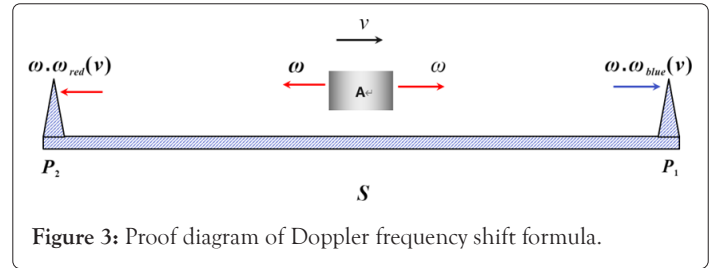 v
ω.ω_red(v) ω ω ω.ω_blue(v)
A↵
P₂ P₁
S
Figure 3: Proof diagram of Doppler frequency shift formula.